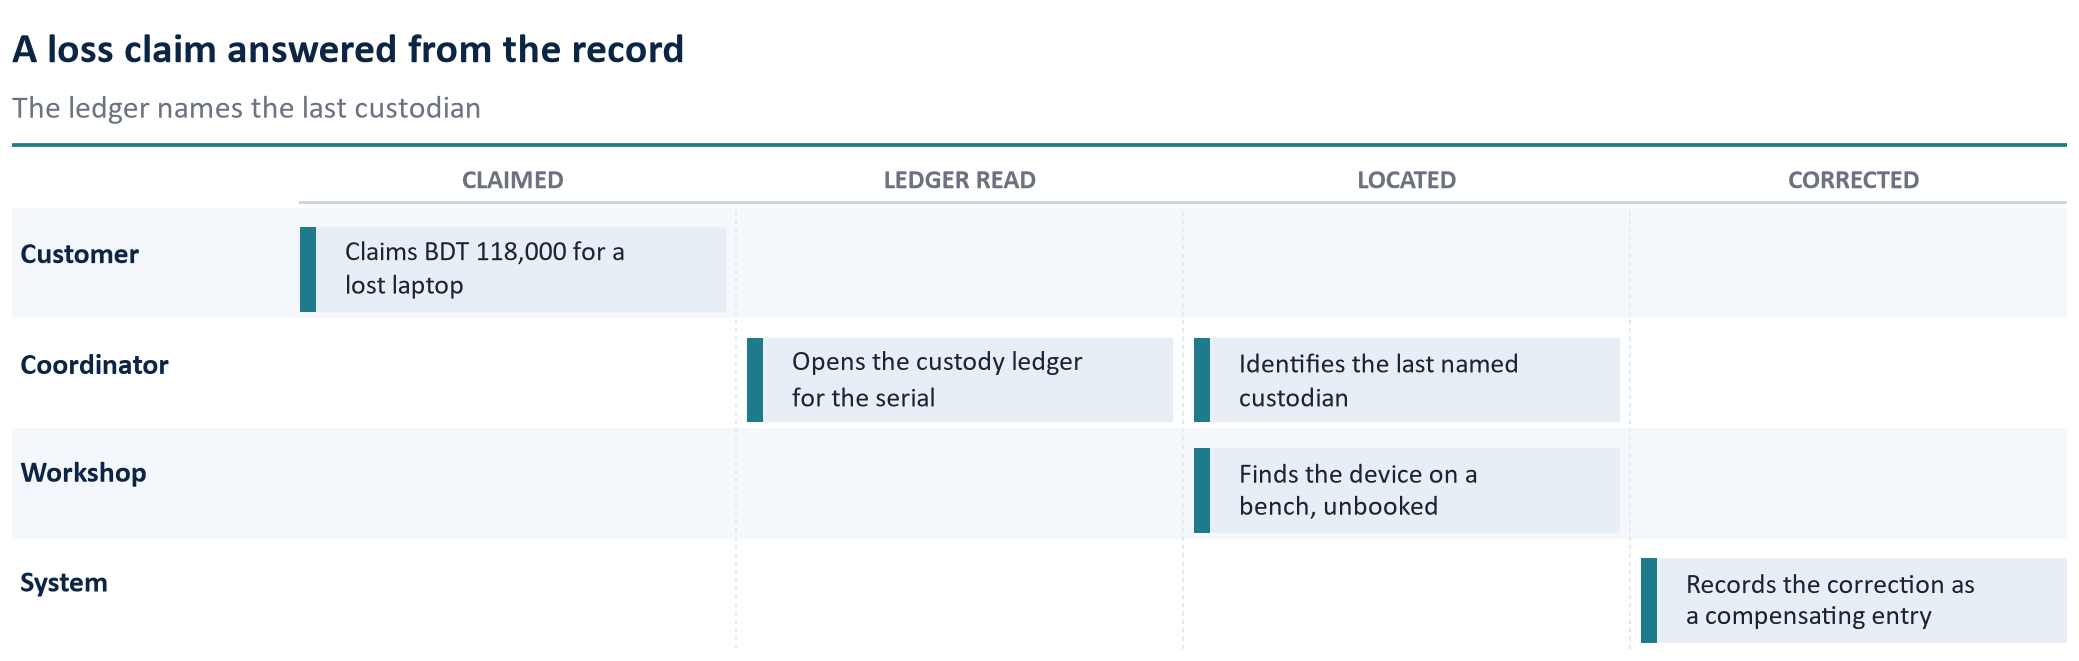 A loss claim answered from the record
The ledger names the last custodian
CLAIMED
LEDGER READ
LOCATED
CORRECTED
Customer
Claims BDT 118,000 for a
lost laptop
Coordinator
Opens the custody ledger
for the serial
Identifies the last named
custodian
Workshop
Finds the device on a
bench, unbooked
System
Records the correction as
a compensating entry